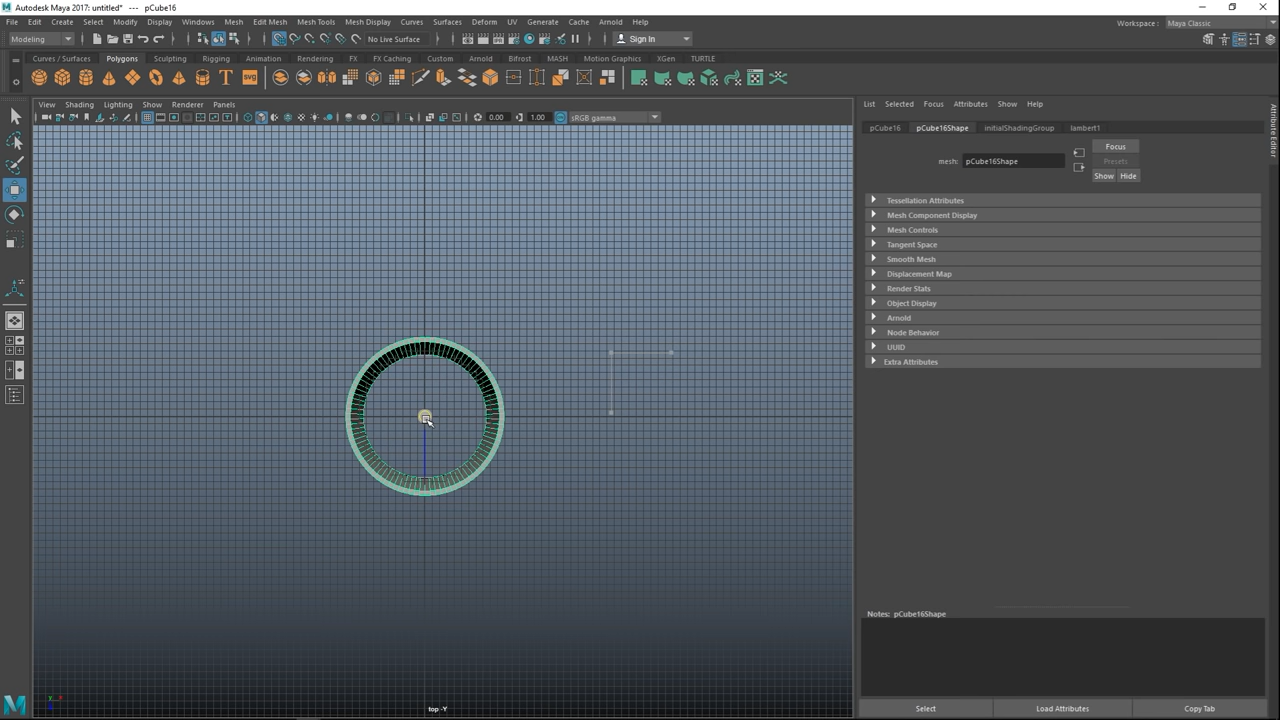 Autodesk Maya 2017: untitled* --- pCube16
File Edit Create Select Modify Display Windows Mesh Edit Mesh Mesh Tools Mesh Display Curves Surfaces Deform UV Generate Cache Arnold Help
Workspace : Maya Classic
Modeling No Live Surface Sign In
Curves / Surfaces Polygons Sculpting Rigging Animation Rendering FX FX Caching Custom Arnold Bifrost MASH Motion Graphics XGen TURTLE
T SVG
View Shading Lighting Show Renderer Panels
0.00 1.00 sRGB gamma
List Selected Focus Attributes Show Help
pCube16 pCube16Shape initialShadingGroup lambert1
Focus
mesh: pCube16Shape
Presets
Show Hide
Tessellation Attributes
Mesh Component Display
Mesh Controls
Tangent Space
Smooth Mesh
Displacement Map
Render Stats
Object Display
Arnold
Node Behavior
UUID
Extra Attributes
Attribute Editor
Notes: pCube16Shape
top -Y
Select Load Attributes Copy Tab